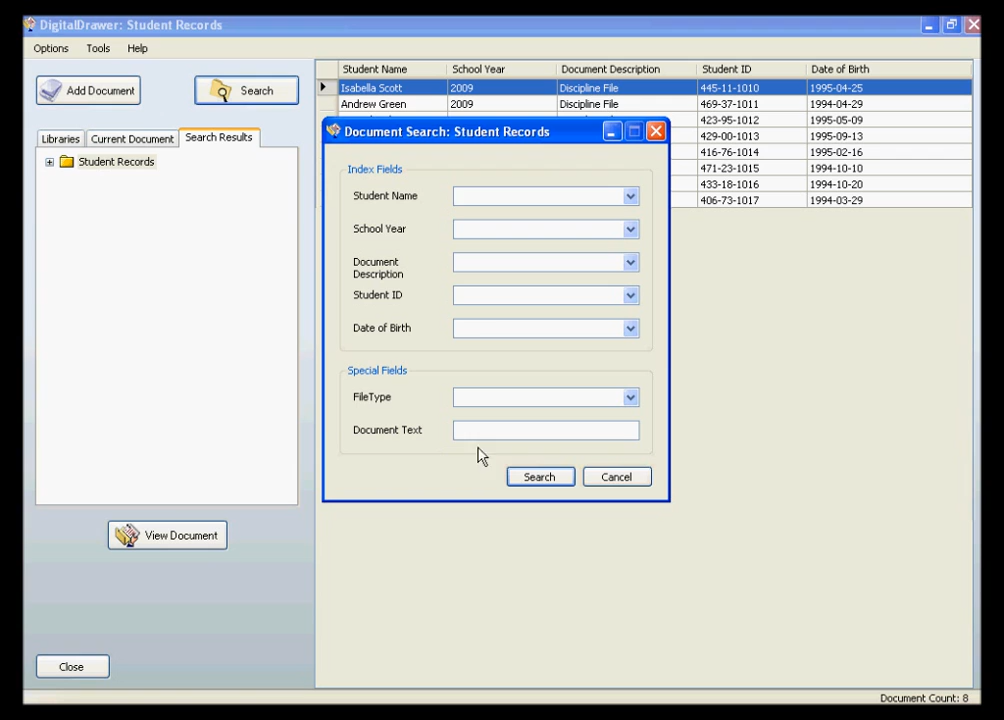 DigitalDrawer: Student Records
Options Tools Help
Add Document
Search
Libraries Current Document Search Results
Student Records
View Document
Close
Student Name School Year Document Description Student ID Date of Birth
Isabella Scott 2009 Discipline File 445-11-1010 1995-04-25
Andrew Green 2009 Discipline File 469-37-1011 1994-04-29
423-95-1012 1995-05-09
429-00-1013 1995-09-13
416-76-1014 1995-02-16
471-23-1015 1994-10-10
433-18-1016 1994-10-20
406-73-1017 1994-03-29
Document Search: Student Records
Index Fields
Student Name
School Year
Document
Description
Student ID
Date of Birth
Special Fields
FileType
Document Text
Search Cancel
Document Count: 8